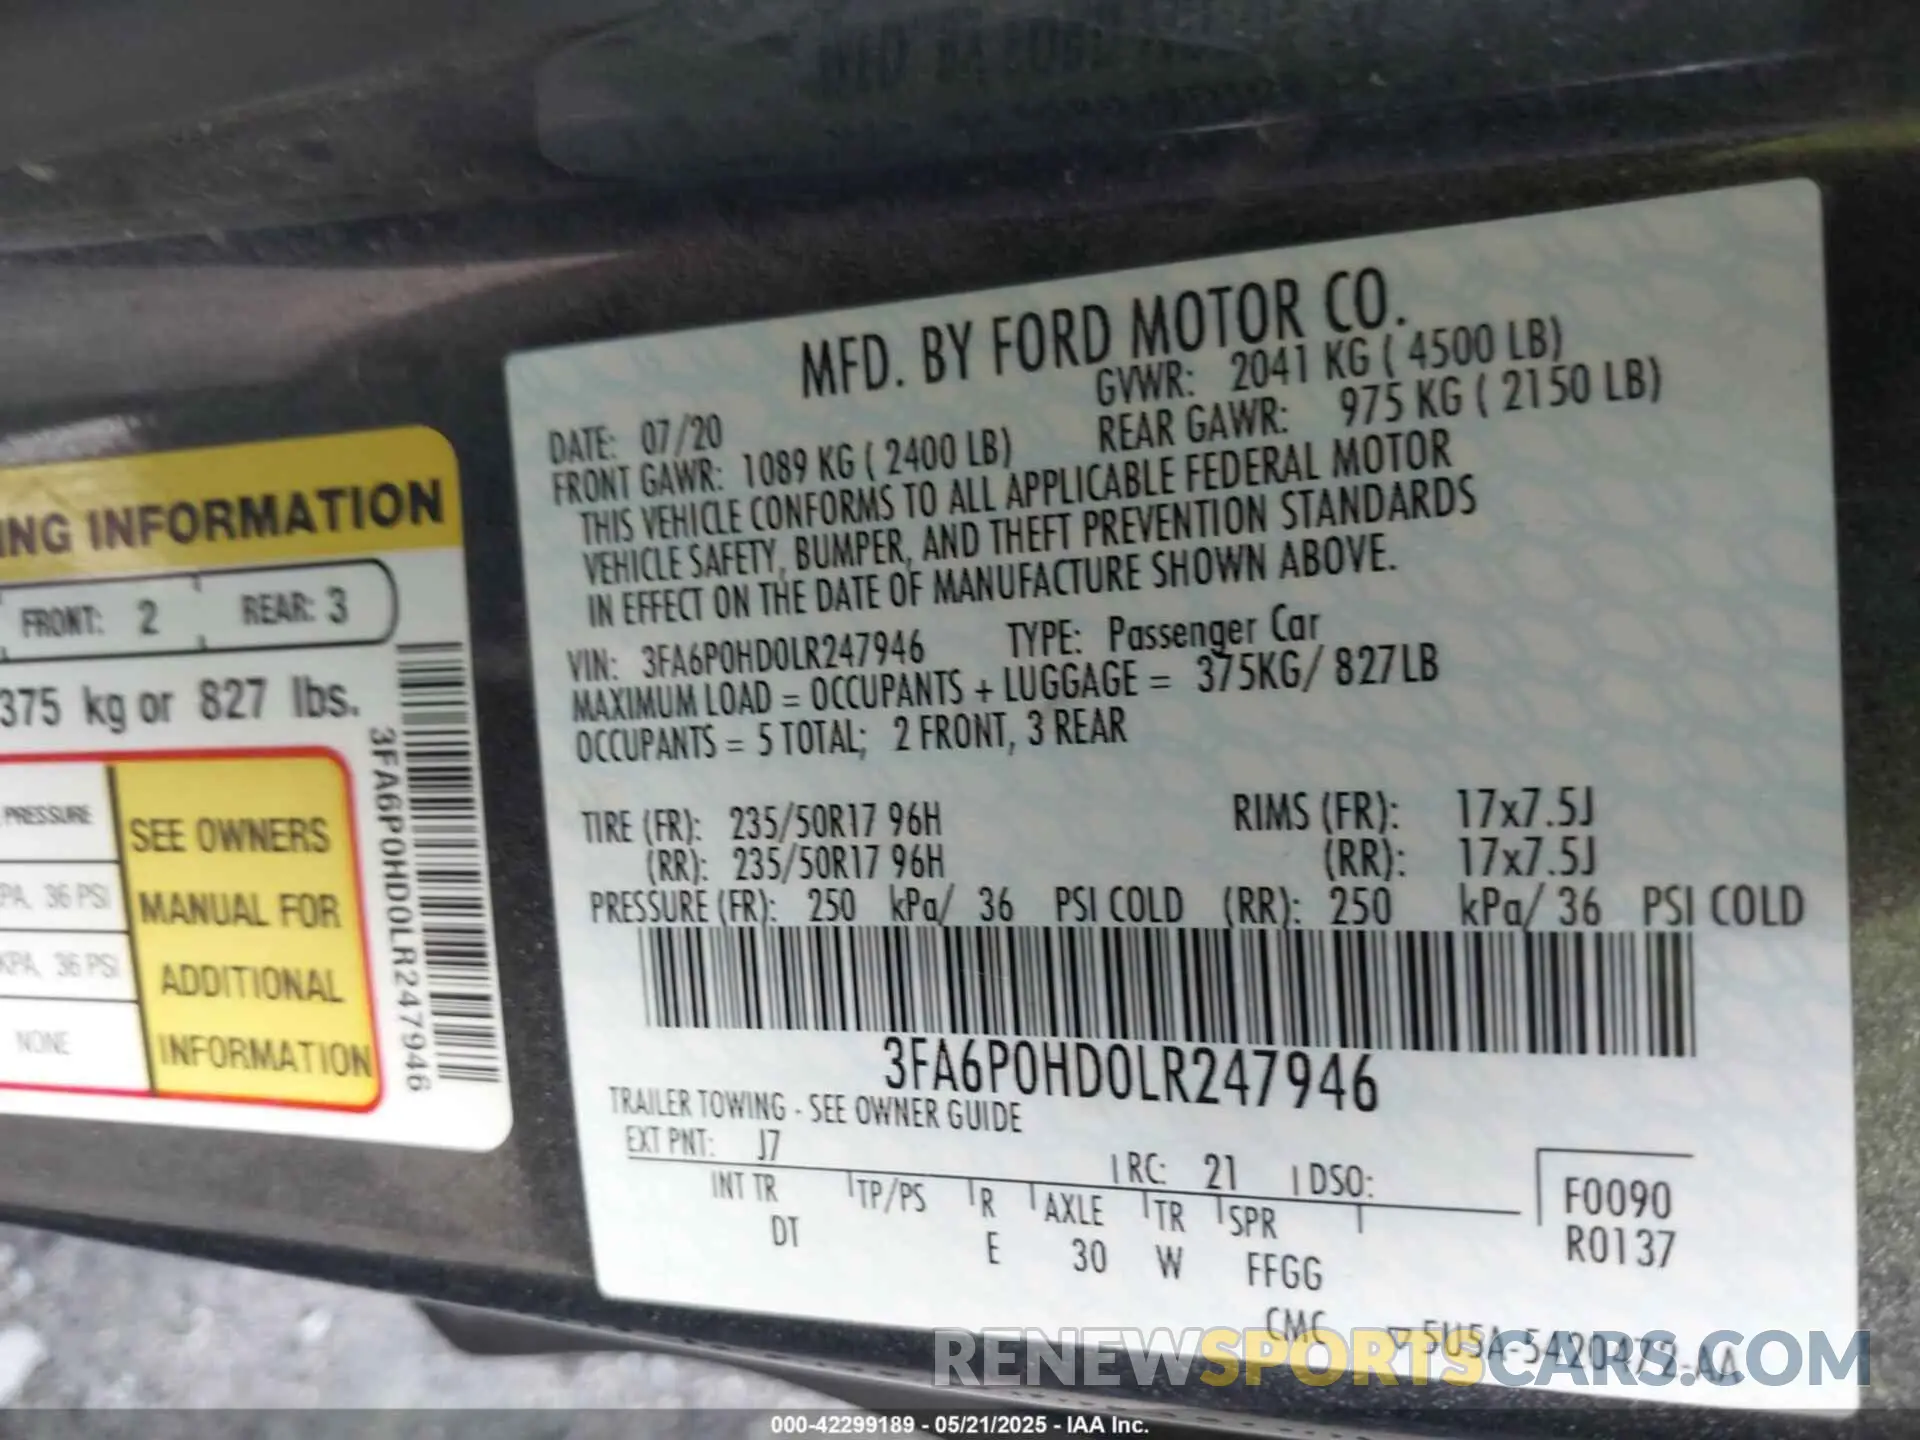 MFD. BY FORD MOTOR CO.
DATE: 07/20 GVWR: 2041 KG ( 4500 LB)
FRONT GAWR: 1089 KG ( 2400 LB) REAR GAWR: 975 KG ( 2150 LB)
THIS VEHICLE CONFORMS TO ALL APPLICABLE FEDERAL MOTOR
VEHICLE SAFETY, BUMPER, AND THEFT PREVENTION STANDARDS
IN EFFECT ON THE DATE OF MANUFACTURE SHOWN ABOVE.
VIN: 3FA6P0HD0LR247946 TYPE: Passenger Car
MAXIMUM LOAD = OCCUPANTS + LUGGAGE = 375KG/ 827LB
OCCUPANTS = 5 TOTAL; 2 FRONT, 3 REAR
TIRE (FR): 235/50R17 96H RIMS (FR): 17x7.5J
(RR): 235/50R17 96H (RR): 17x7.5J
PRESSURE (FR): 250 kPa/ 36 PSI COLD (RR): 250 kPa/ 36 PSI COLD
3FA6P0HD0LR247946
TRAILER TOWING - SEE OWNER GUIDE
EXT PNT: J7 RC: 21 DSO:
INT TR TP/PS R AXLE TR SPR
DT E 30 W FFGG
F0090
R0137
CMC 5U5A-5420472-AA
ING INFORMATION
FRONT: 2 REAR: 3
375 kg or 827 lbs.
PRESSURE
PA, 36 PSI
KPA, 36 PSI
NONE
SEE OWNERS
MANUAL FOR
ADDITIONAL
INFORMATION
3FA6P0HD0LR247946
RENEWSPORTSCARS.COM
000-42299189 - 05/21/2025 - IAA Inc.